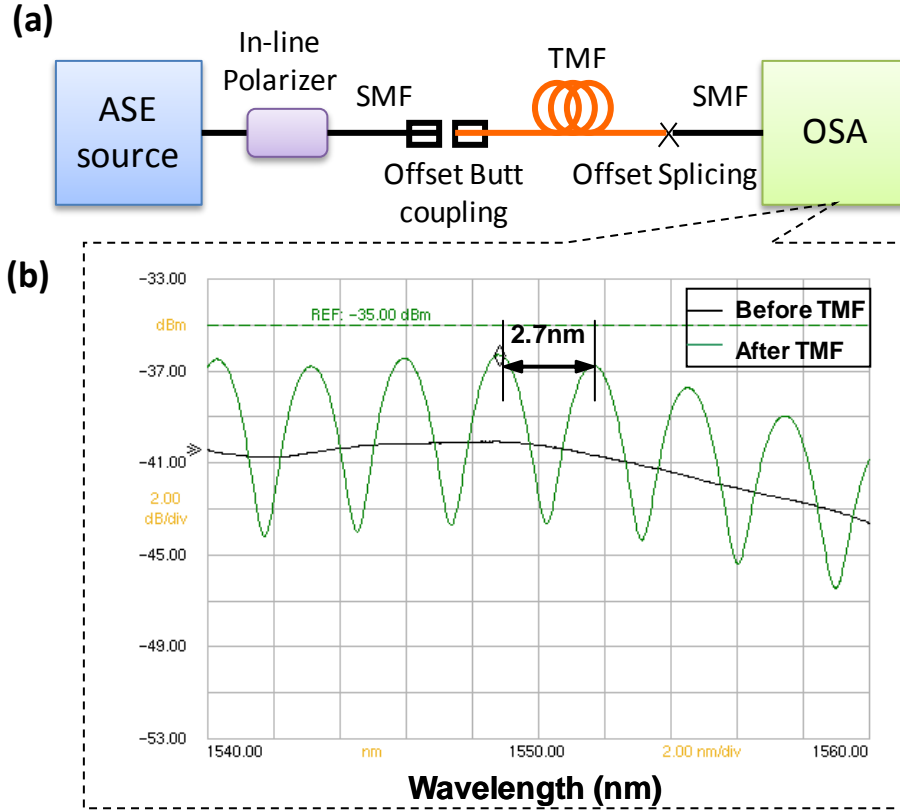 (a)
In-line
Polarizer
TMF
ASE
source
SMF
SMF
OSA
Offset Butt
coupling
Offset Splicing
(b)
−33.00
dBm
REF: −35.00 dBm
Before TMF
After TMF
2.7nm
−37.00
−41.00
2.00
dB/div
−45.00
−49.00
−53.00
1540.00
nm
1550.00
2.00 nm/div
1560.00
Wavelength (nm)